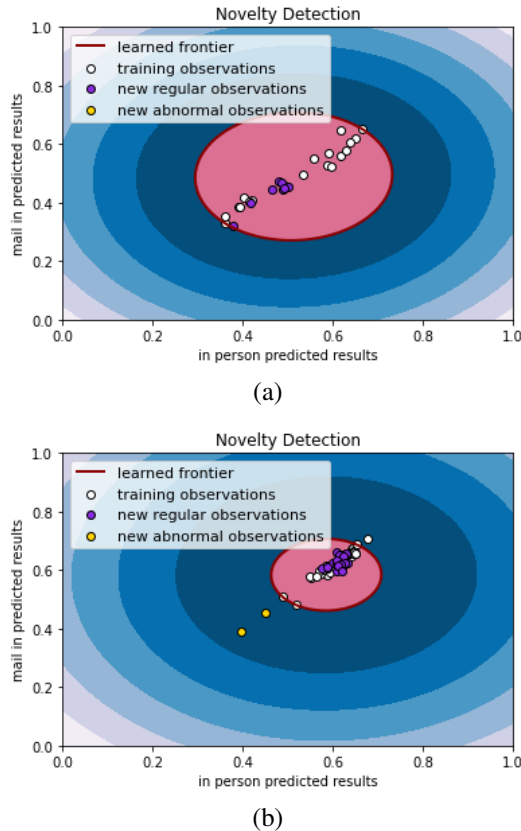 Novelty Detection
1.0
0.8
0.6
0.4
0.2
0.0
mail in predicted results
learned frontier
training observations
new regular observations
new abnormal observations
0.0 0.2 0.4 0.6 0.8 1.0
in person predicted results
(a)
Novelty Detection
1.0
0.8
0.6
0.4
0.2
0.0
mail in predicted results
learned frontier
training observations
new regular observations
new abnormal observations
0.0 0.2 0.4 0.6 0.8 1.0
in person predicted results
(b)